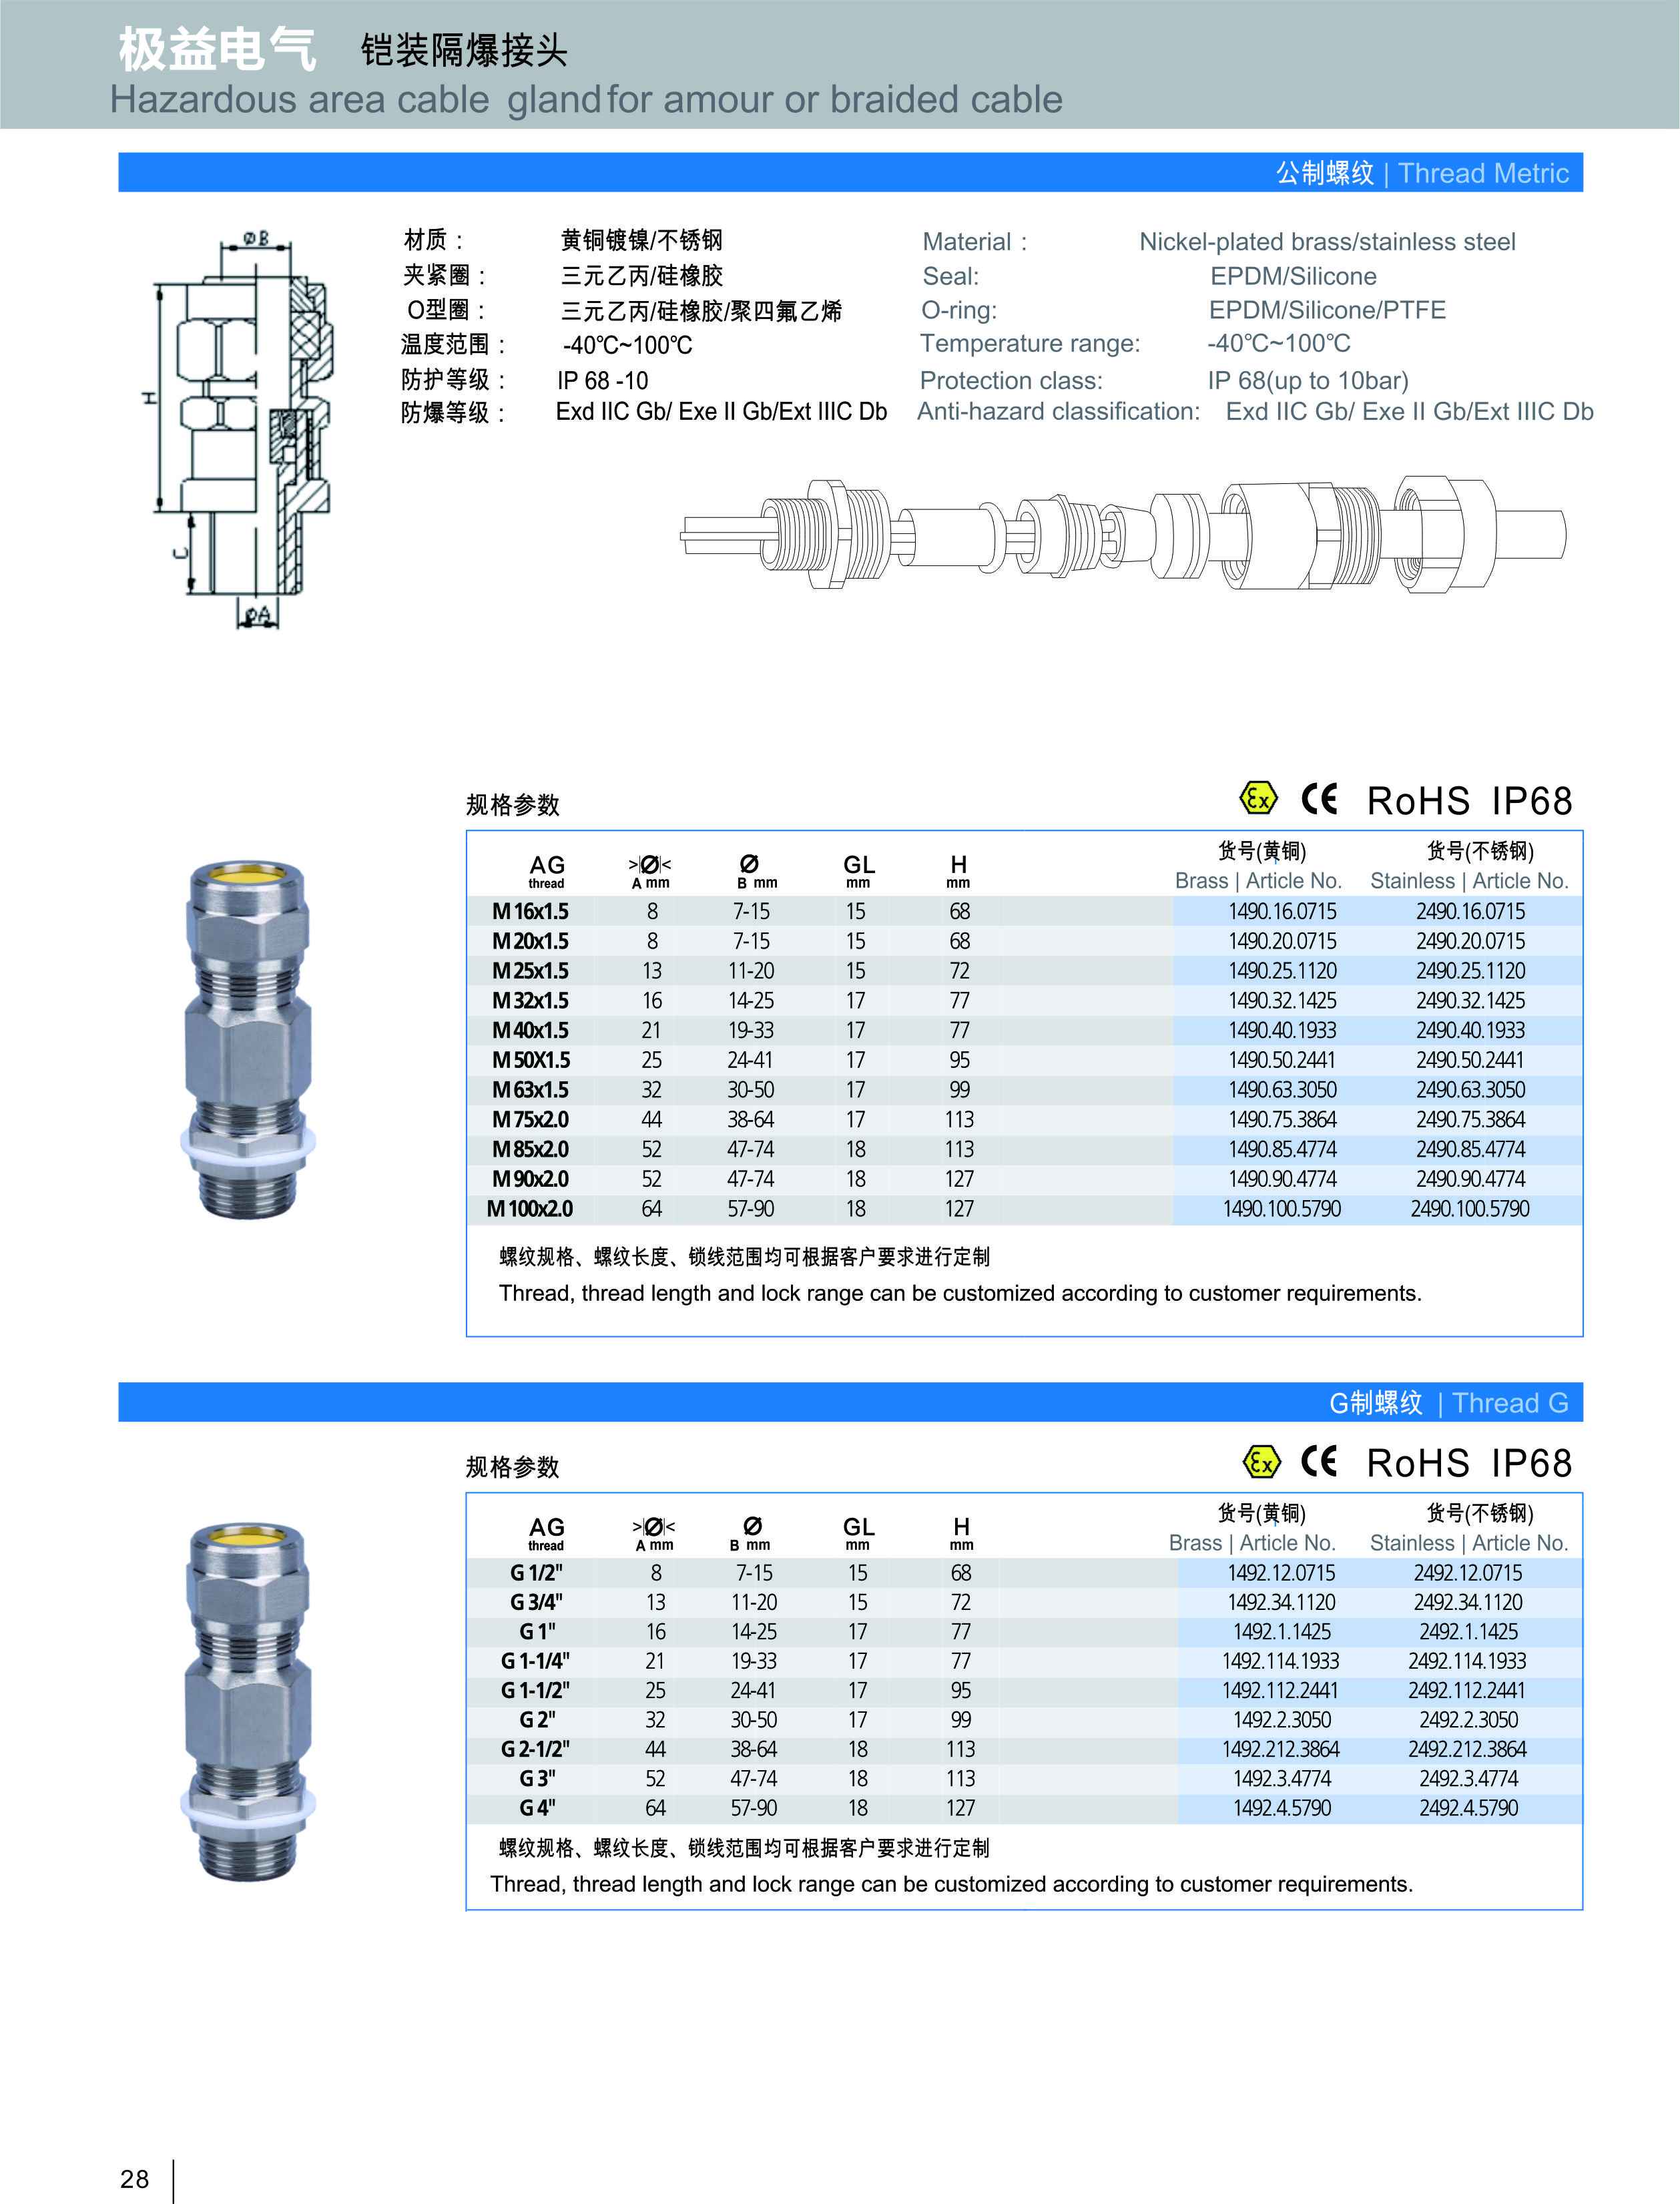 极益电气 铠装隔爆接头
Hazardous area cable gland for amour or braided cable
公制螺纹 | Thread Metric
材质： 黄铜镀镍/不锈钢 Material： Nickel-plated brass/stainless steel
夹紧圈： 三元乙丙/硅橡胶 Seal: EPDM/Silicone
O型圈： 三元乙丙/硅橡胶/聚四氟乙烯 O-ring: EPDM/Silicone/PTFE
温度范围： -40℃~100℃ Temperature range: -40℃~100℃
防护等级： IP 68 -10 Protection class: IP 68(up to 10bar)
防爆等级： Exd IIC Gb/ Exe II Gb/Ext IIIC Db Anti-hazard classification: Exd IIC Gb/ Exe II Gb/Ext IIIC Db
ØB
H
C
ØA
规格参数 Ex CE RoHS IP68
货号(黄铜) 货号(不锈钢)
AG >|Ø|< Ø GL H
thread A mm B mm mm mm Brass | Article No. Stainless | Article No.
M16x1.5 8 7-15 15 68 1490.16.0715 2490.16.0715
M20x1.5 8 7-15 15 68 1490.20.0715 2490.20.0715
M25x1.5 13 11-20 15 72 1490.25.1120 2490.25.1120
M32x1.5 16 14-25 17 77 1490.32.1425 2490.32.1425
M40x1.5 21 19-33 17 77 1490.40.1933 2490.40.1933
M50X1.5 25 24-41 17 95 1490.50.2441 2490.50.2441
M63x1.5 32 30-50 17 99 1490.63.3050 2490.63.3050
M75x2.0 44 38-64 17 113 1490.75.3864 2490.75.3864
M85x2.0 52 47-74 18 113 1490.85.4774 2490.85.4774
M90x2.0 52 47-74 18 127 1490.90.4774 2490.90.4774
M100x2.0 64 57-90 18 127 1490.100.5790 2490.100.5790
螺纹规格、螺纹长度、锁线范围均可根据客户要求进行定制
Thread, thread length and lock range can be customized according to customer requirements.
G制螺纹 | Thread G
规格参数 Ex CE RoHS IP68
货号(黄铜) 货号(不锈钢)
AG >|Ø|< Ø GL H
thread A mm B mm mm mm Brass | Article No. Stainless | Article No.
G 1/2" 8 7-15 15 68 1492.12.0715 2492.12.0715
G 3/4" 13 11-20 15 72 1492.34.1120 2492.34.1120
G 1" 16 14-25 17 77 1492.1.1425 2492.1.1425
G 1-1/4" 21 19-33 17 77 1492.114.1933 2492.114.1933
G 1-1/2" 25 24-41 17 95 1492.112.2441 2492.112.2441
G 2" 32 30-50 17 99 1492.2.3050 2492.2.3050
G 2-1/2" 44 38-64 18 113 1492.212.3864 2492.212.3864
G 3" 52 47-74 18 113 1492.3.4774 2492.3.4774
G 4" 64 57-90 18 127 1492.4.5790 2492.4.5790
螺纹规格、螺纹长度、锁线范围均可根据客户要求进行定制
Thread, thread length and lock range can be customized according to customer requirements.
28